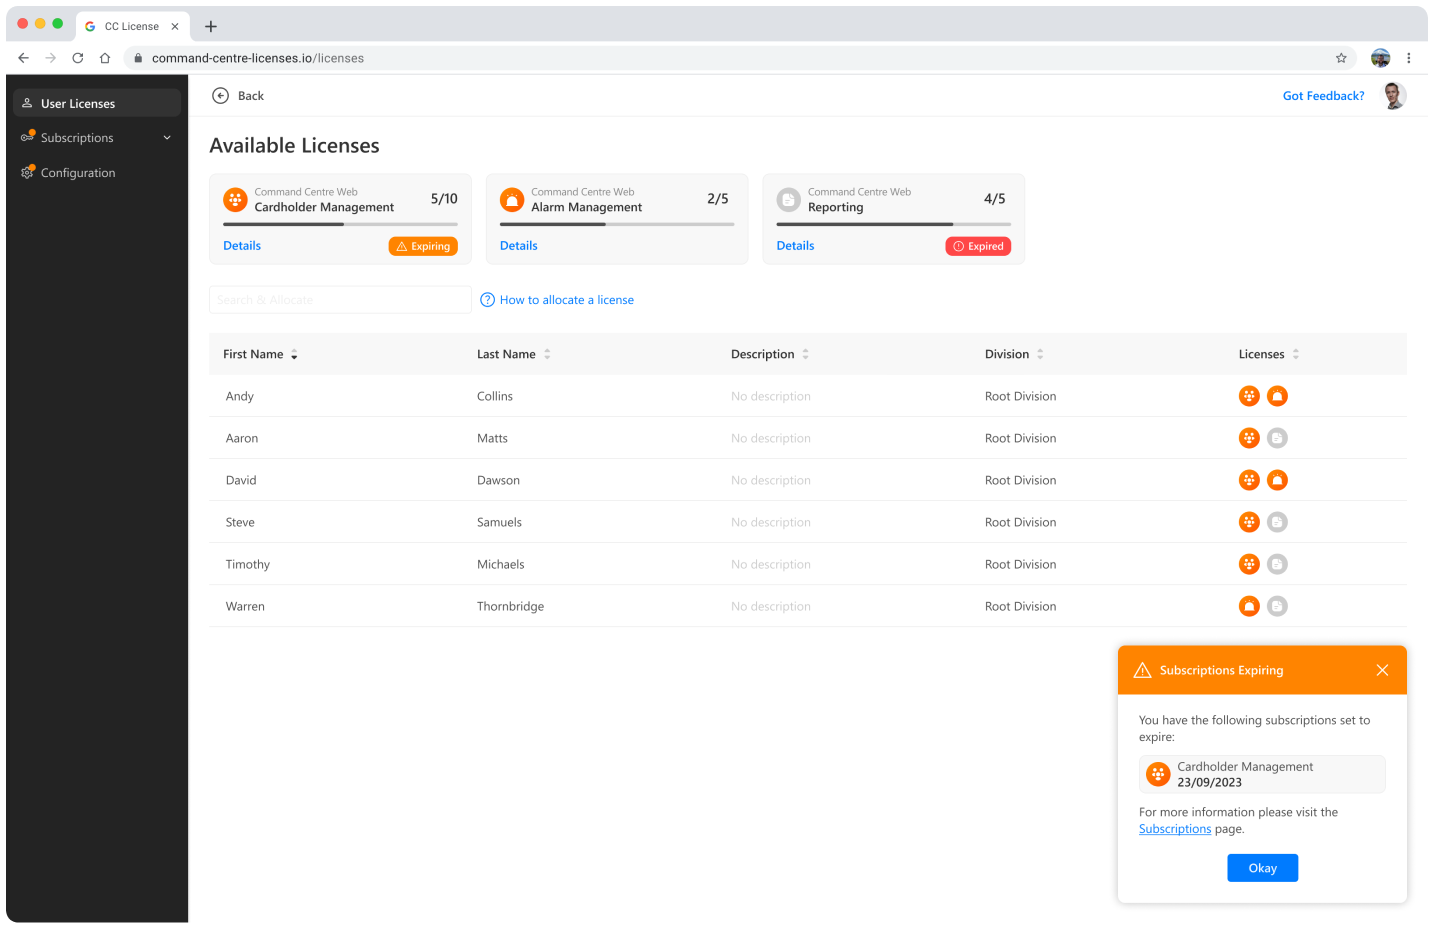 CC License
command-centre-licenses.io/licenses
User Licenses
Subscriptions
Configuration
Back
Got Feedback?
Available Licenses
Command Centre Web
Cardholder Management
5/10
Details
Expiring
Command Centre Web
Alarm Management
2/5
Details
Command Centre Web
Reporting
4/5
Details
Expired
Search & Allocate
How to allocate a license
First Name Last Name Description Division Licenses
Andy Collins No description Root Division
Aaron Matts No description Root Division
David Dawson No description Root Division
Steve Samuels No description Root Division
Timothy Michaels No description Root Division
Warren Thornbridge No description Root Division
Subscriptions Expiring
You have the following subscriptions set to
expire:
Cardholder Management
23/09/2023
For more information please visit the
Subscriptions page.
Okay